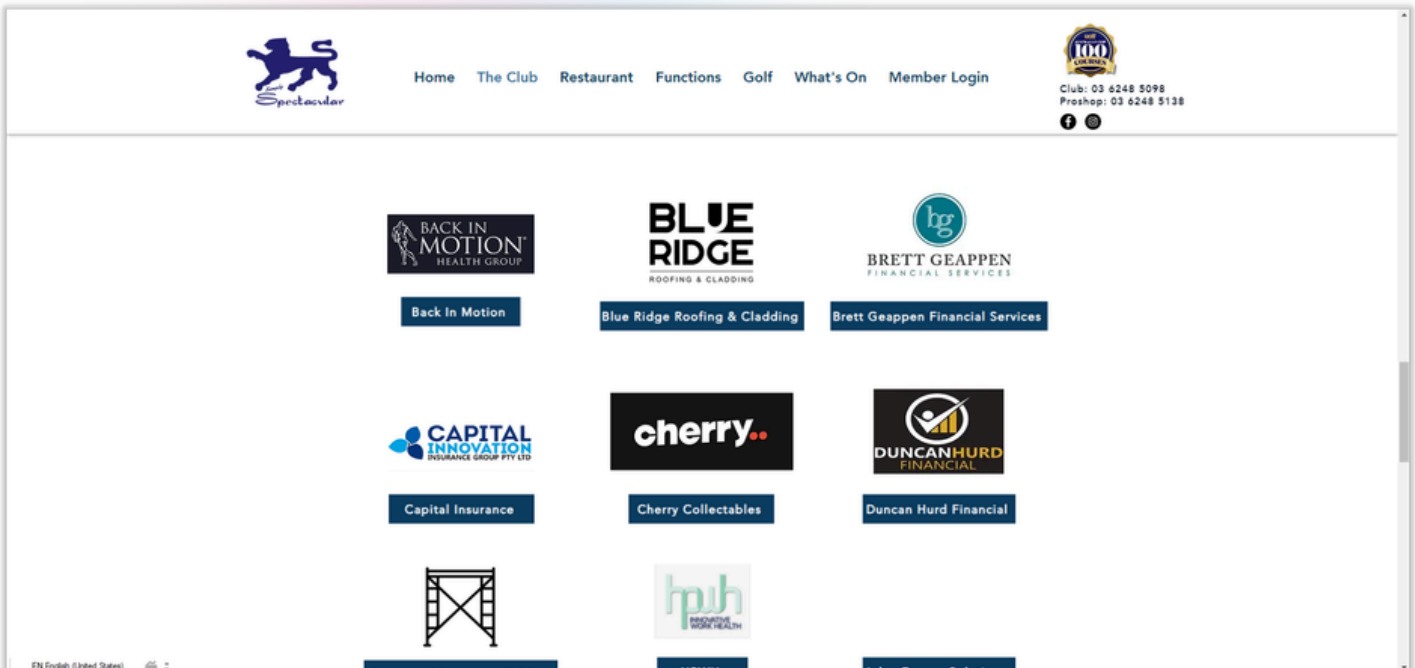 Simply
Spectacular
Home The Club Restaurant Functions Golf What's On Member Login
100
COURSES
Club: 03 6248 5098
Proshop: 03 6248 5138
BACK IN
MOTION
HEALTH GROUP
BLUE
RIDGE
ROOFING & CLADDING
bg
BRETT GEAPPEN
FINANCIAL SERVICES
Back In Motion
Blue Ridge Roofing & Cladding
Brett Geappen Financial Services
CAPITAL
INNOVATION
INSURANCE GROUP PTY LTD
cherry..
DUNCANHURD
FINANCIAL
Capital Insurance
Cherry Collectables
Duncan Hurd Financial
hpwh
INNOVATIVE
WORK HEALTH
EN English (United States)